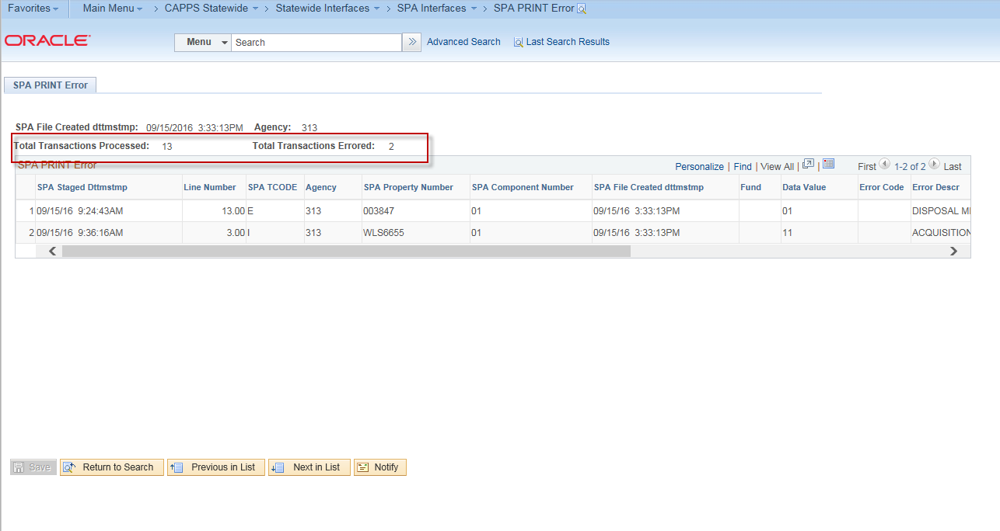 Favorites Main Menu > CAPPS Statewide > Statewide Interfaces > SPA Interfaces > SPA PRINT Error
ORACLE Menu Search » Advanced Search Last Search Results
SPA PRINT Error
SPA File Created dttmstmp: 09/15/2016 3:33:13PM Agency: 313
Total Transactions Processed: 13 Total Transactions Errored: 2
SPA PRINT Error Personalize | Find | View All | | First 1-2 of 2 Last
SPA Staged Dttmstmp Line Number SPA TCODE Agency SPA Property Number SPA Component Number SPA File Created dttmstmp Fund Data Value Error Code Error Descr
1 09/15/16 9:24:43AM 13.00 E 313 003847 01 09/15/16 3:33:13PM 01 DISPOSAL
2 09/15/16 9:36:16AM 3.00 I 313 WLS6655 01 09/15/16 3:33:13PM 11 ACQUISITION
Save Return to Search Previous in List Next in List Notify